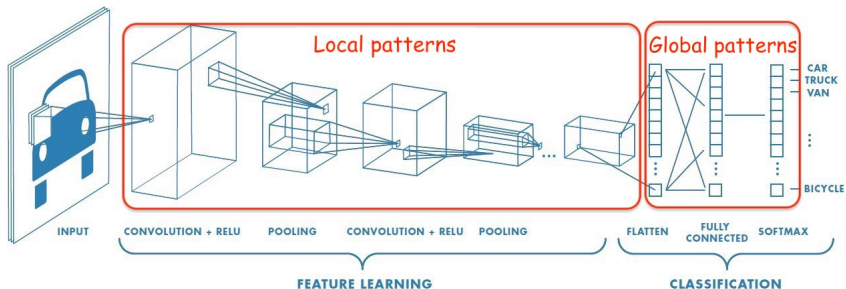 Local patterns
Global patterns
CAR
TRUCK
VAN
BICYCLE
INPUT
CONVOLUTION + RELU
POOLING
CONVOLUTION + RELU
POOLING
FLATTEN
FULLY
CONNECTED
SOFTMAX
FEATURE LEARNING
CLASSIFICATION